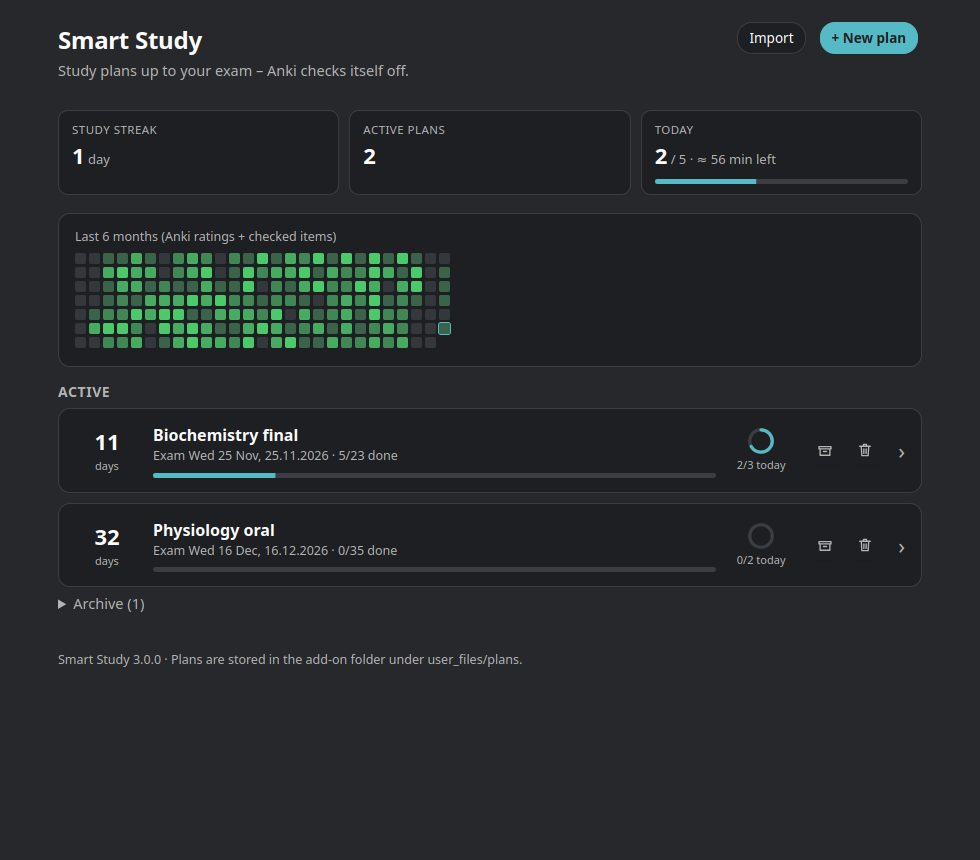 Smart Study
Import
+ New plan
Study plans up to your exam – Anki checks itself off.
STUDY STREAK
1 day
ACTIVE PLANS
2
TODAY
2 / 5 · ≈ 56 min left
Last 6 months (Anki ratings + checked items)
ACTIVE
11
days
Biochemistry final
Exam Wed 25 Nov, 25.11.2026 · 5/23 done
2/3 today
32
days
Physiology oral
Exam Wed 16 Dec, 16.12.2026 · 0/35 done
0/2 today
Archive (1)
Smart Study 3.0.0 · Plans are stored in the add-on folder under user_files/plans.